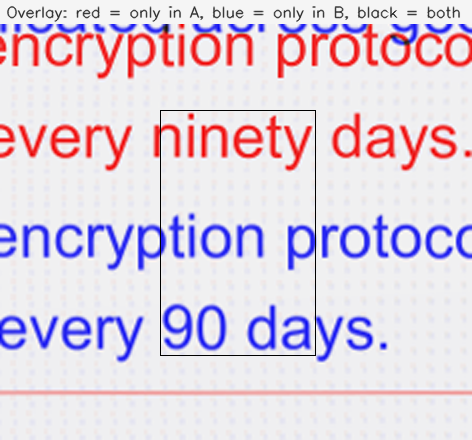 Overlay: red = only in A, blue = only in B, black = both
encryption protoco
every ninety days.
encryption protoco
every 90 days.